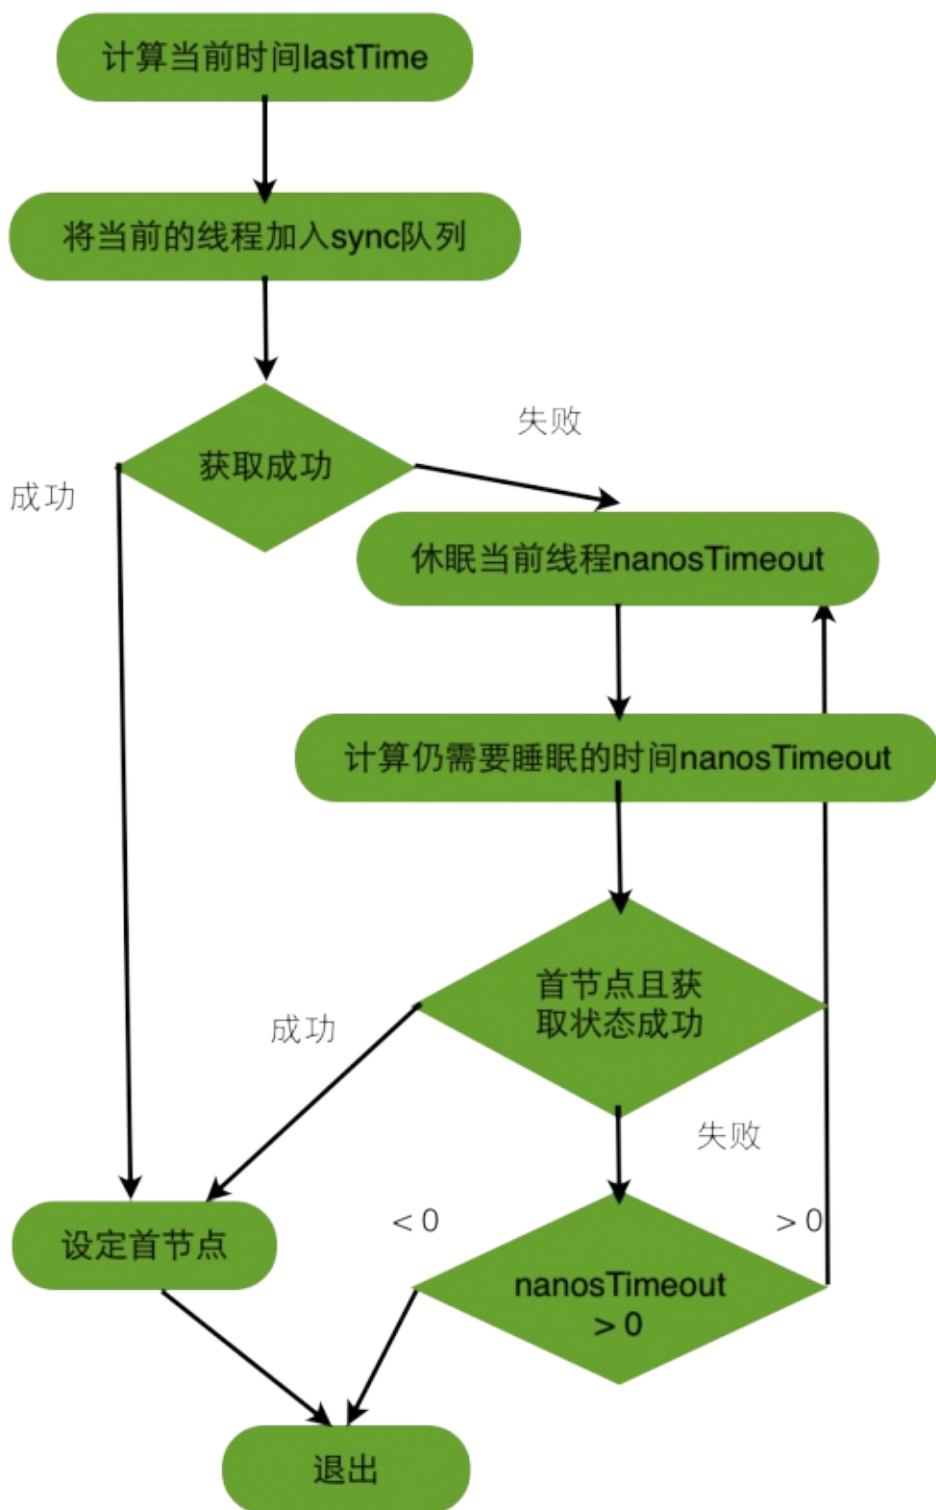 计算当前时间lastTime
将当前的线程加入sync队列
失败
获取成功
成功
休眠当前线程nanosTimeout
计算仍需要睡眠的时间nanosTimeout
首节点且获
取状态成功
成功
失败
<0
>0
设定首节点
nanosTimeout
> 0
退出